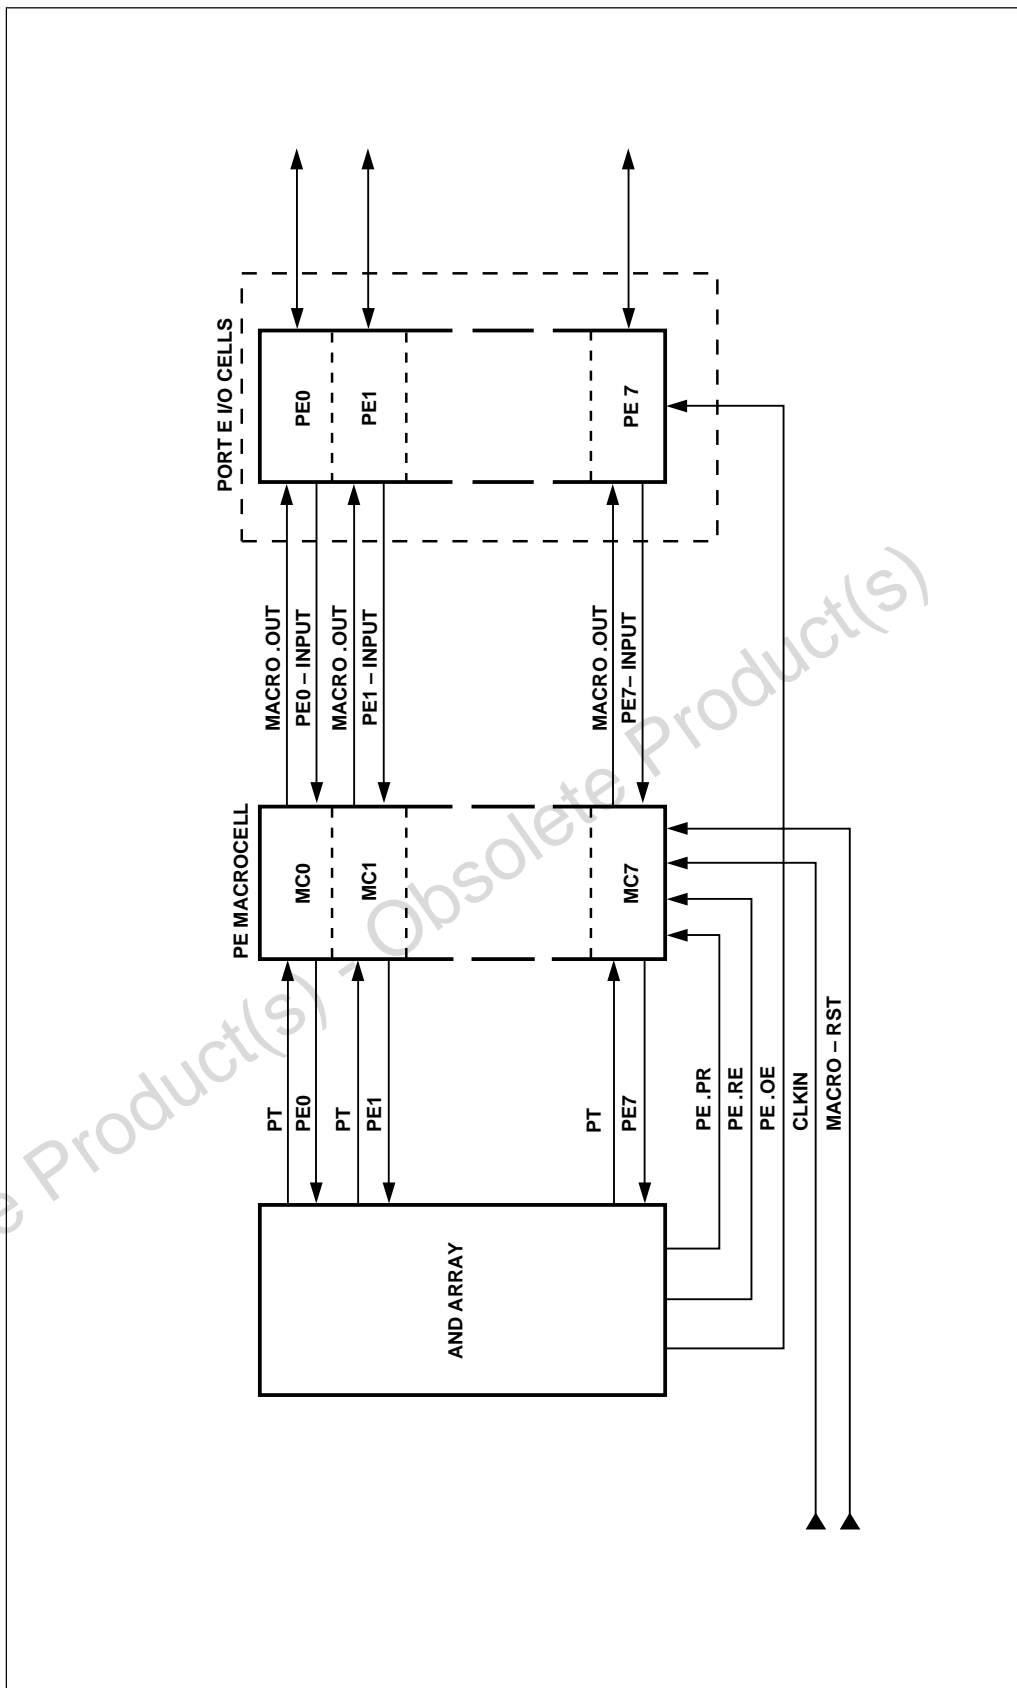 PORT E I/O CELLS
PE0
PE1
PE 7
MACRO .OUT
PE0 – INPUT
MACRO .OUT
PE1 – INPUT
MACRO .OUT
PE7– INPUT
PE MACROCELL
MC0
MC1
MC7
PT
PE0
PT
PE1
PT
PE7
PE .PR
PE .RE
PE .OE
CLKIN
MACRO – RST
AND ARRAY
e Product(s) - Obsolete Product(s)